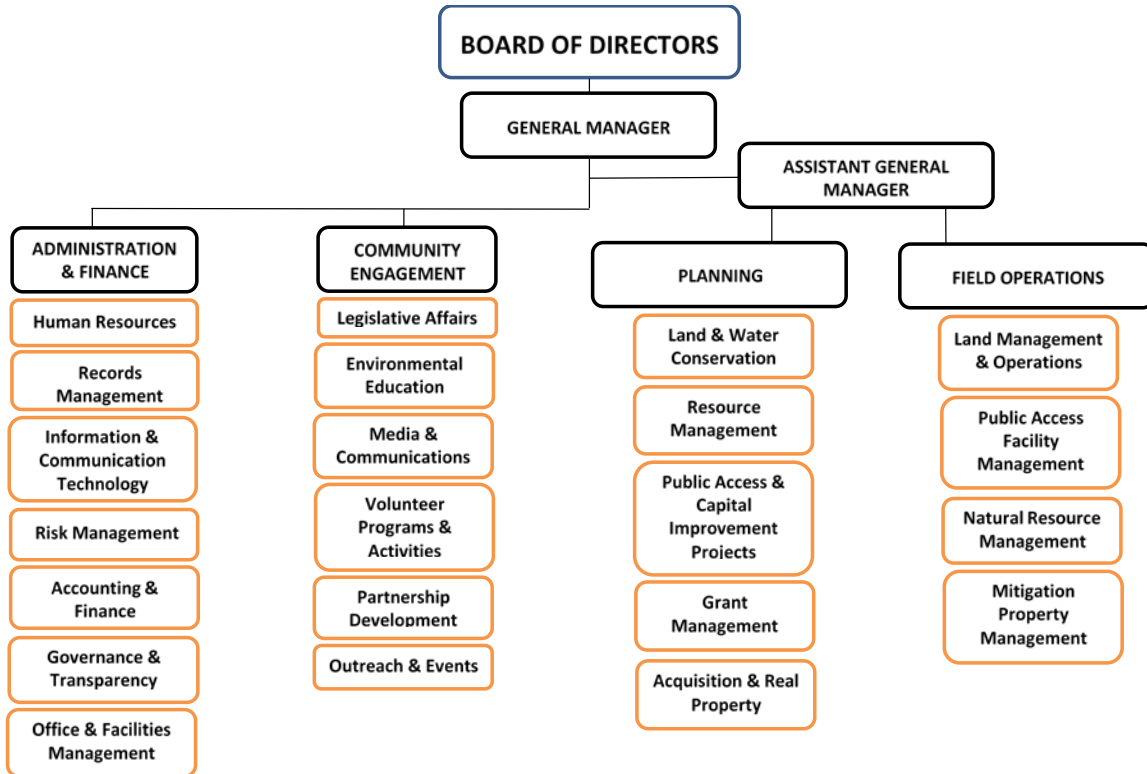 BOARD OF DIRECTORS
GENERAL MANAGER
ASSISTANT GENERAL
MANAGER
ADMINISTRATION
& FINANCE
Human Resources
Records
Management
Information &
Communication
Technology
Risk Management
Accounting &
Finance
Governance &
Transparency
Office & Facilities
Management
COMMUNITY
ENGAGEMENT
Legislative Affairs
Environmental
Education
Media &
Communications
Volunteer
Programs &
Activities
Partnership
Development
Outreach & Events
PLANNING
Land & Water
Conservation
Resource
Management
Public Access &
Capital
Improvement
Projects
Grant
Management
Acquisition & Real
Property
FIELD OPERATIONS
Land Management
& Operations
Public Access
Facility
Management
Natural Resource
Management
Mitigation
Property
Management